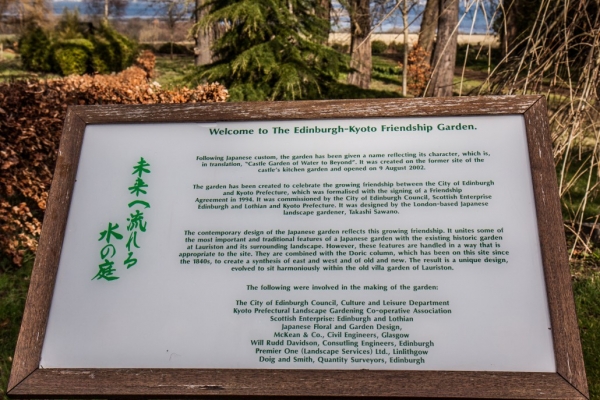 未来へ流れる
水の庭
Welcome to The Edinburgh-Kyoto Friendship Garden.
Following Japanese custom, the garden has been given a name reflecting its character, which is,
in translation, "Castle Garden of Water to Beyond". It was created on the former site of the
castle's kitchen garden and opened on 9 August 2002.
The garden has been created to celebrate the growing friendship between the City of Edinburgh
and Kyoto Prefecture, which was formalised with the signing of a Friendship
Agreement in 1994. It was commissioned by the City of Edinburgh Council, Scottish Enterprise
Edinburgh and Lothian and Kyoto Prefecture. It was designed by the London-based Japanese
landscape gardener, Takashi Sawano.
The contemporary design of the Japanese garden reflects this growing friendship. It unites some of
the most important and traditional features of a Japanese garden with the existing historic garden
at Lauriston and its surrounding landscape. However, these features are handled in a way that is
appropriate to the site. They are combined with the Doric column, which has been on this site since
the 1840s, to create a synthesis of east and west and of old and new. The result is a unique design,
evolved to sit harmoniously within the old villa garden of Lauriston.
The following were involved in the making of the garden:
The City of Edinburgh Council, Culture and Leisure Department
Kyoto Prefectural Landscape Gardening Co-operative Association
Scottish Enterprise: Edinburgh and Lothian
Japanese Floral and Garden Design,
McKean & Co., Civil Engineers, Glasgow
Will Rudd Davidson, Consutling Engineers, Edinburgh
Premier One (Landscape Services) Ltd., Linlithgow
Doig and Smith, Quantity Surveyors, Edinburgh